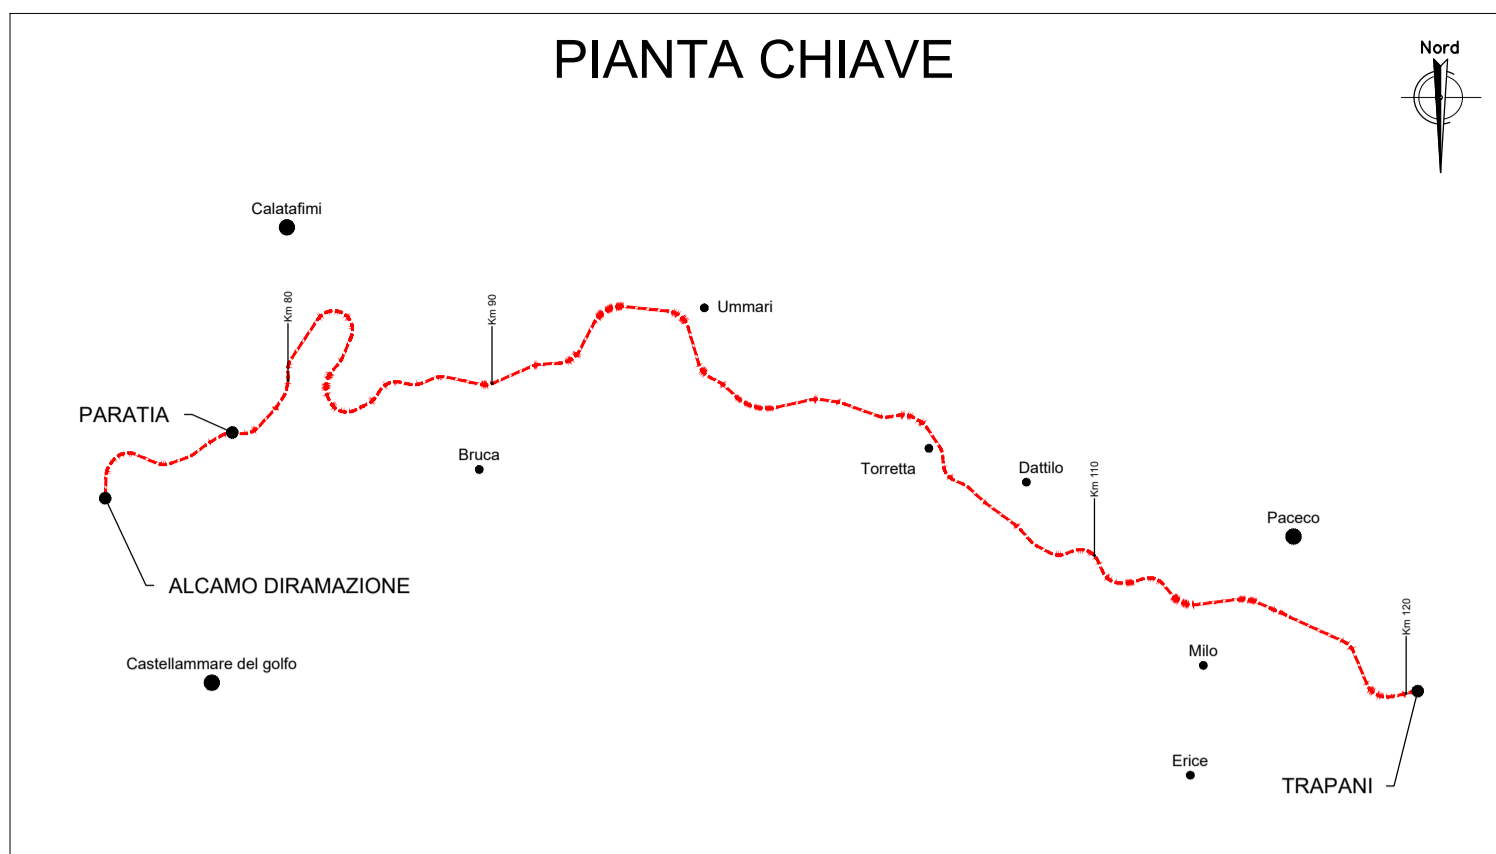 PIANTA CHIAVE
Nord
Calatafimi
Km 80
Km 90
Ummari
PARATIA
Bruca
Torretta
Dattilo
Km 110
Paceco
ALCAMO DIRAMAZIONE
Km 120
Castellammare del golfo
Milo
Erice
TRAPANI